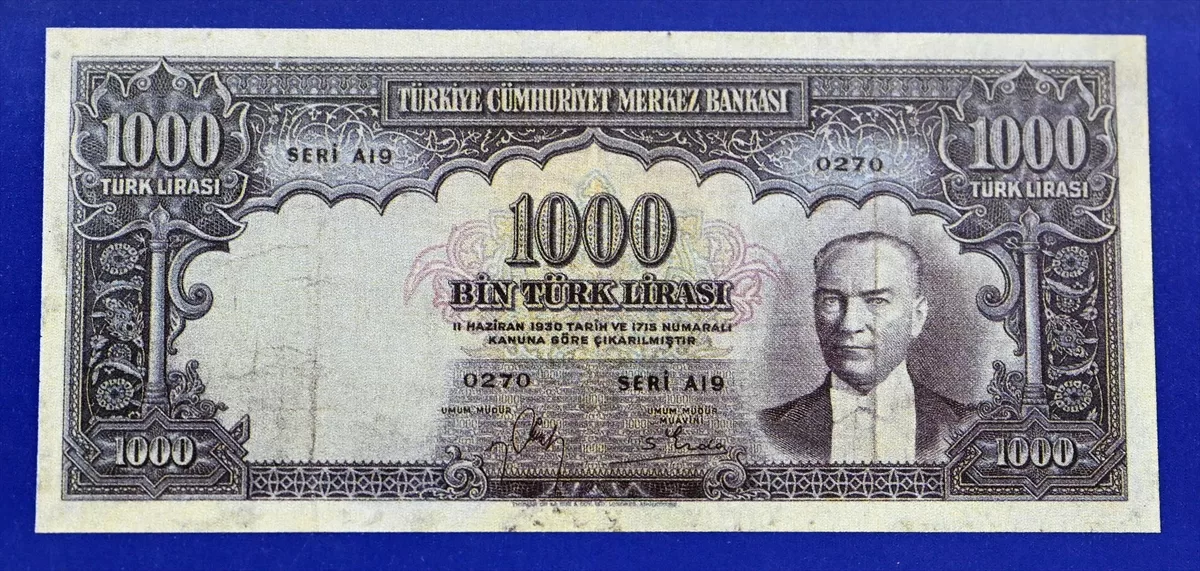 TÜRKİYE CÜMHURİYET MERKEZ BANKASI
1000
TÜRK LİRASI
1000
TÜRK LİRASI
SERİ A19
0270
1000
BİN TÜRK LİRASI
11 HAZİRAN 1930 TARİH VE 1715 NUMARALI
KANUNA GÖRE ÇIKARILMIŞTIR
0270 SERİ A19
UMUM MÜDÜR
UMUM MÜDÜR
MUAVİNİ
1000
1000